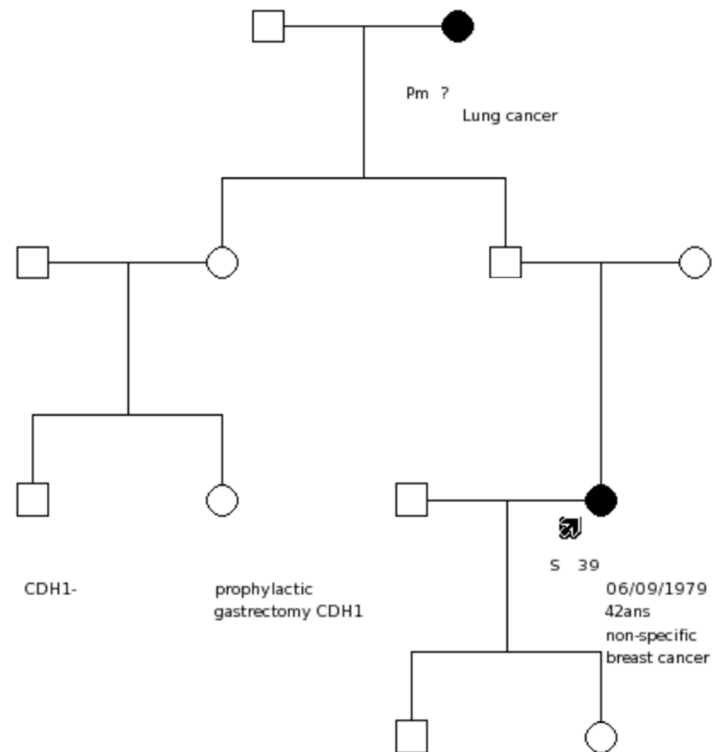 Pm ?
Lung cancer
CDH1-
prophylactic
gastrectomy CDH1
S 39
06/09/1979
42ans
non-specific
breast cancer